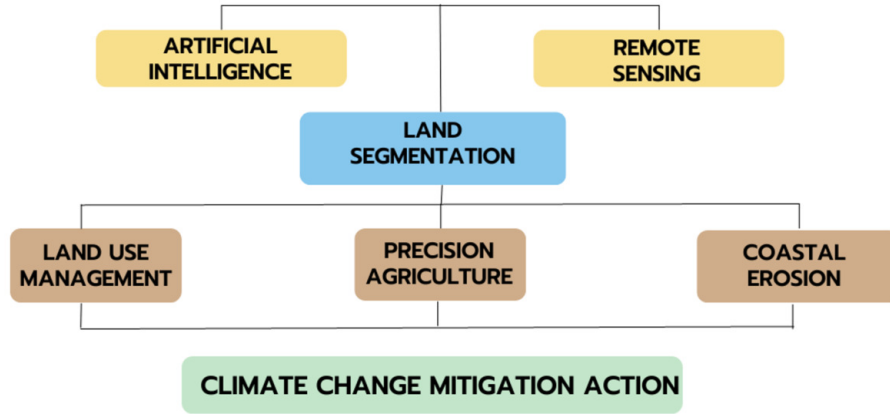 ARTIFICIAL
INTELLIGENCE
REMOTE
SENSING
LAND
SEGMENTATION
LAND USE
MANAGEMENT
PRECISION
AGRICULTURE
COASTAL
EROSION
CLIMATE CHANGE MITIGATION ACTION